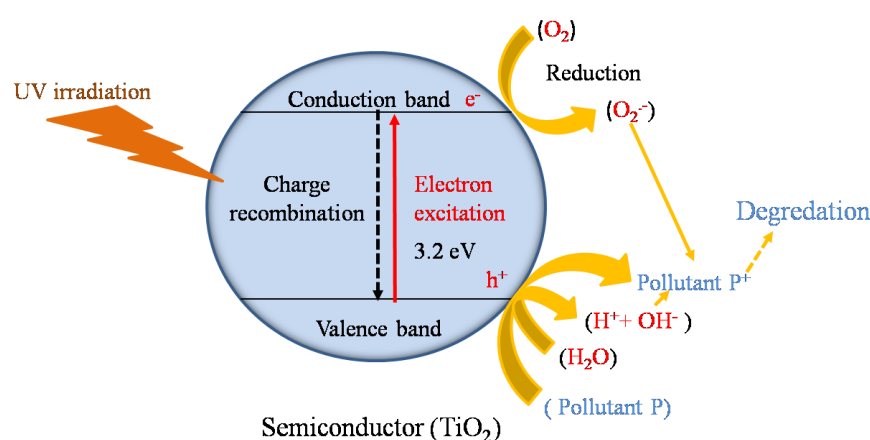 (O₂)
Reduction
UV irradiation
Conduction band e⁻
(O₂·⁻)
Charge
recombination
Electron
excitation
3.2 eV
Degredation
h⁺
Pollutant P⁺
Valence band
(H⁺+ OH⁻ )
(H₂O)
( Pollutant P)
Semiconductor (TiO₂)